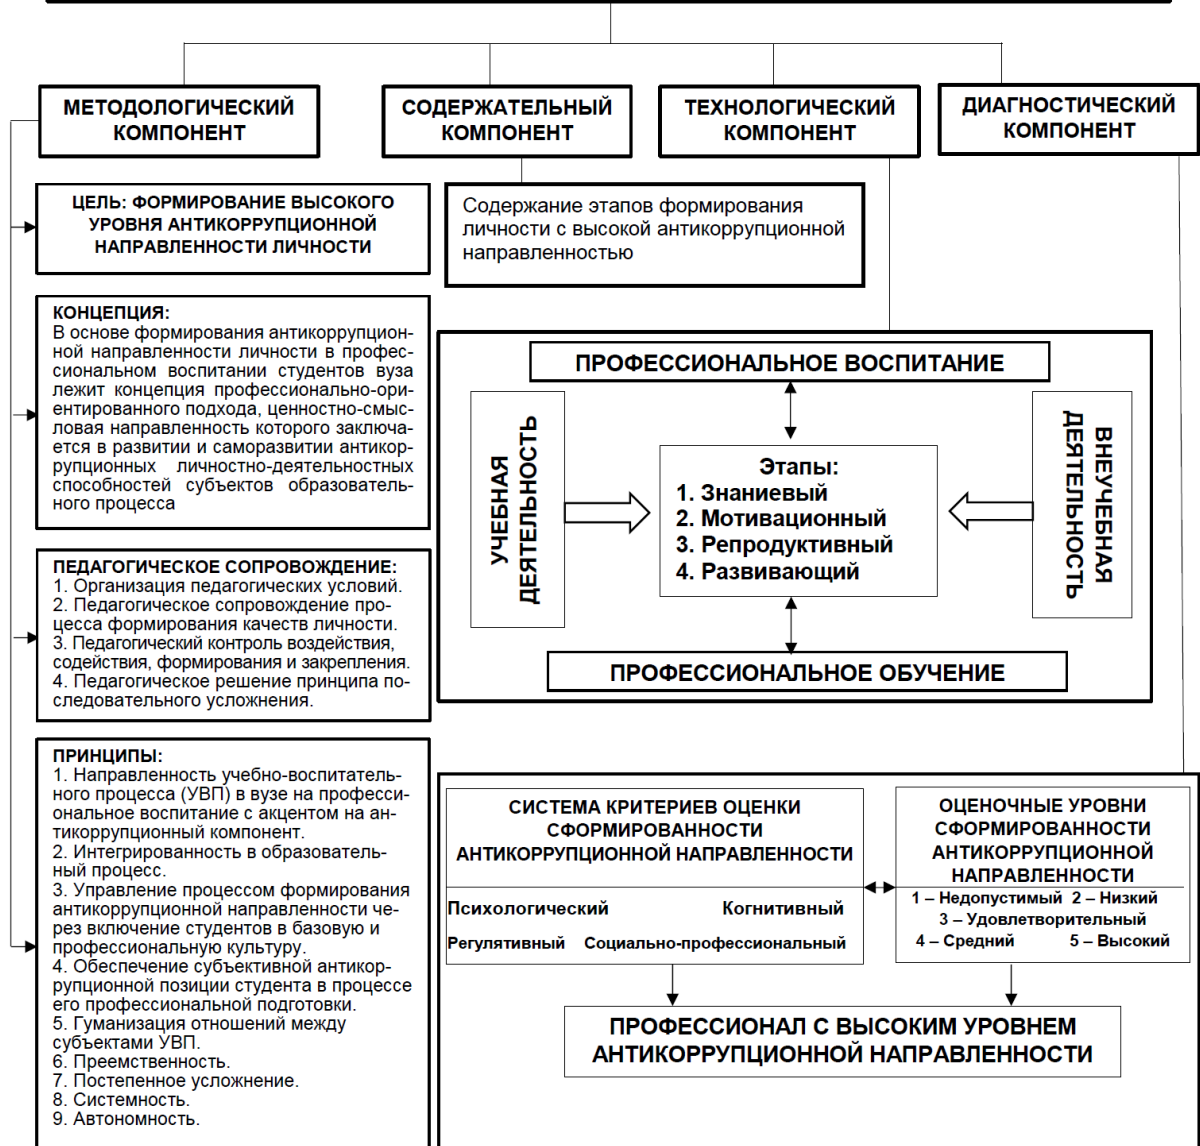 МЕТОДОЛОГИЧЕСКИЙ
КОМПОНЕНТ
СОДЕРЖАТЕЛЬНЫЙ
КОМПОНЕНТ
ТЕХНОЛОГИЧЕСКИЙ
КОМПОНЕНТ
ДИАГНОСТИЧЕСКИЙ
КОМПОНЕНТ
ЦЕЛЬ: ФОРМИРОВАНИЕ ВЫСОКОГО
УРОВНЯ АНТИКОРРУПЦИОННОЙ
НАПРАВЛЕННОСТИ ЛИЧНОСТИ
Содержание этапов формирования
личности с высокой антикоррупционной
направленностью
КОНЦЕПЦИЯ:
В основе формирования антикоррупцион-
ной направленности личности в профес-
сиональном воспитании студентов вуза
лежит концепция профессионально-ори-
ентированного подхода, ценностно-смыс-
ловая направленность которого заключа-
ется в развитии и саморазвитии антикор-
рупционных личностно-деятельностных
способностей субъектов образователь-
ного процесса
ПЕДАГОГИЧЕСКОЕ СОПРОВОЖДЕНИЕ:
1. Организация педагогических условий.
2. Педагогическое сопровождение про-
цесса формирования качеств личности.
3. Педагогический контроль воздействия,
содействия, формирования и закрепления.
4. Педагогическое решение принципа по-
следовательного усложнения.
ПРИНЦИПЫ:
1. Направленность учебно-воспитатель-
ного процесса (УВП) в вузе на професси-
ональное воспитание с акцентом на ан-
тикоррупционный компонент.
2. Интегрированность в образователь-
ный процесс.
3. Управление процессом формирования
антикоррупционной направленности че-
рез включение студентов в базовую и
профессиональную культуру.
4. Обеспечение субъективной антикор-
рупционной позиции студента в процессе
его профессиональной подготовки.
5. Гуманизация отношений между
субъектами УВП.
6. Преемственность.
7. Постепенное усложнение.
8. Системность.
9. Автономность.
ПРОФЕССИОНАЛЬНОЕ ВОСПИТАНИЕ
УЧЕБНАЯ
ДЕЯТЕЛЬНОСТЬ
Этапы:
1. Знаниевый
2. Мотивационный
3. Репродуктивный
4. Развивающий
ВНЕУЧЕБНАЯ
ДЕЯТЕЛЬНОСТЬ
ПРОФЕССИОНАЛЬНОЕ ОБУЧЕНИЕ
СИСТЕМА КРИТЕРИЕВ ОЦЕНКИ
СФОРМИРОВАННОСТИ
АНТИКОРРУПЦИОННОЙ НАПРАВЛЕННОСТИ
Психологический Когнитивный
Регулятивный Социально-профессиональный
ОЦЕНОЧНЫЕ УРОВНИ
СФОРМИРОВАННОСТИ
АНТИКОРРУПЦИОННОЙ
НАПРАВЛЕННОСТИ
1 – Недопустимый 2 – Низкий
3 – Удовлетворительный
4 – Средний 5 – Высокий
ПРОФЕССИОНАЛ С ВЫСОКИМ УРОВНЕМ
АНТИКОРРУПЦИОННОЙ НАПРАВЛЕННОСТИ